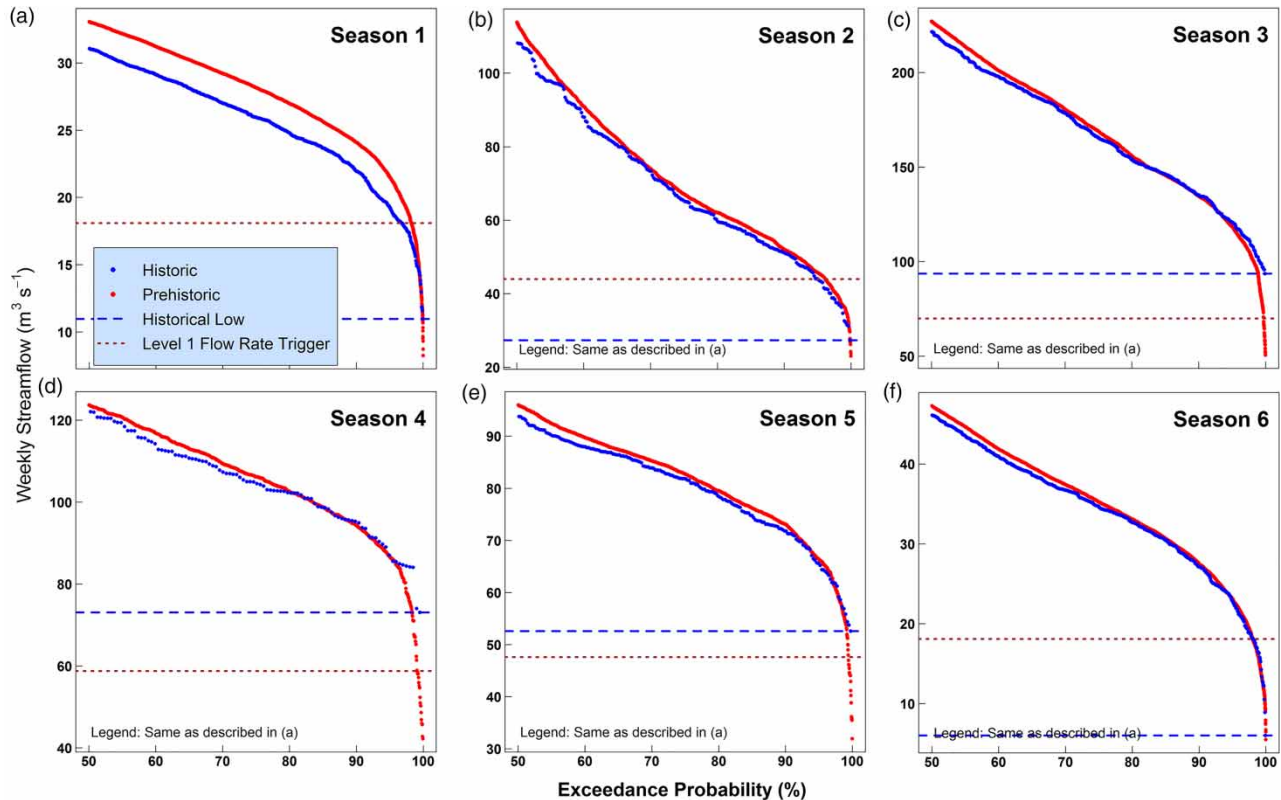 (a)
Season 1
30
25
20
15
10
Historic
Prehistoric
Historical Low
Level 1 Flow Rate Trigger
(b)
Season 2
100
80
60
40
20
Legend: Same as described in (a)
(c)
Season 3
200
150
100
50
Legend: Same as described in (a)
Weekly Streamflow (m³ s⁻¹)
(d)
Season 4
120
100
80
60
40
Legend: Same as described in (a)
50 60 70 80 90 100
(e)
Season 5
90
80
70
60
50
40
30
Legend: Same as described in (a)
50 60 70 80 90 100
(f)
Season 6
40
30
20
10
Legend: Same as described in (a)
50 60 70 80 90 100
Exceedance Probability (%)